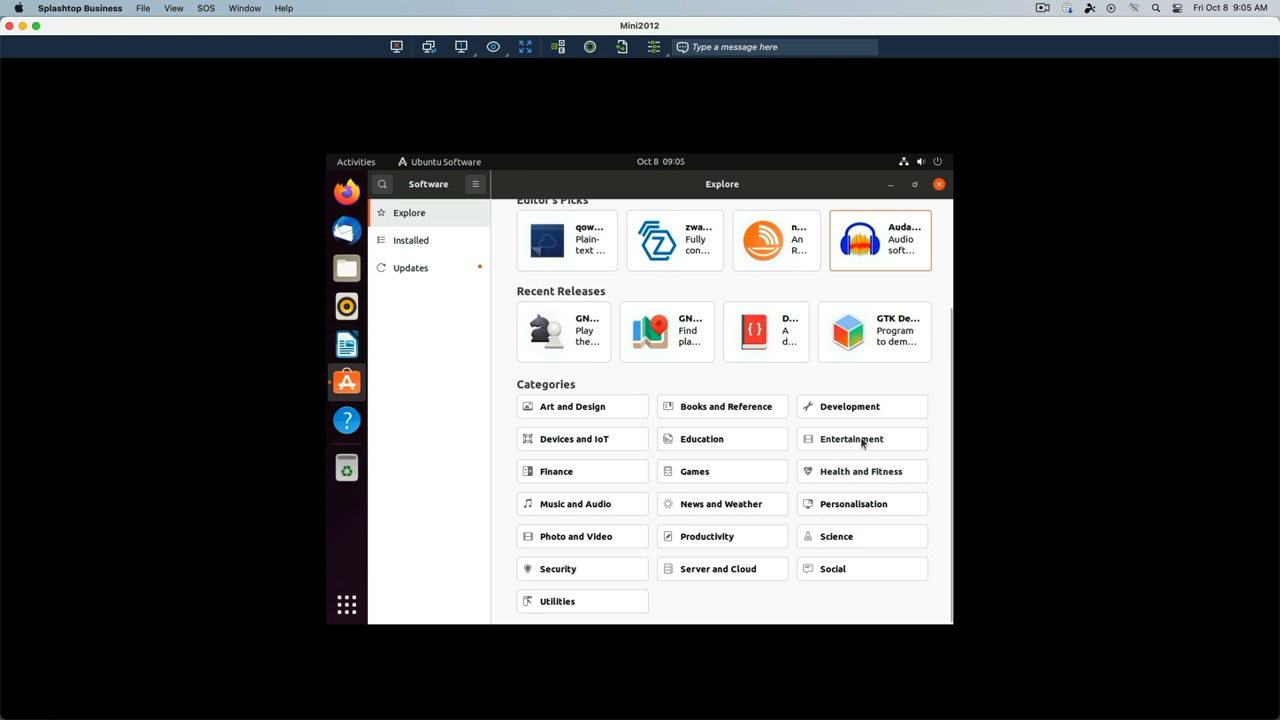 Splashtop Business File View SOS Window Help Fri Oct 8 9:05 AM
Mini2012
Type a message here
Activities Ubuntu Software Oct 8 09:05
Software Explore
Explore
Installed
Updates
Editor's Picks
qow...
Plain-
text ...
zwa...
Fully
con...
n...
An
R...
Auda...
Audio
soft...
Recent Releases
GN...
Play
the...
GN...
Find
pla...
D...
A
d...
GTK De...
Program
to dem...
Categories
Art and Design Books and Reference Development
Devices and IoT Education Entertainment
Finance Games Health and Fitness
Music and Audio News and Weather Personalisation
Photo and Video Productivity Science
Security Server and Cloud Social
Utilities